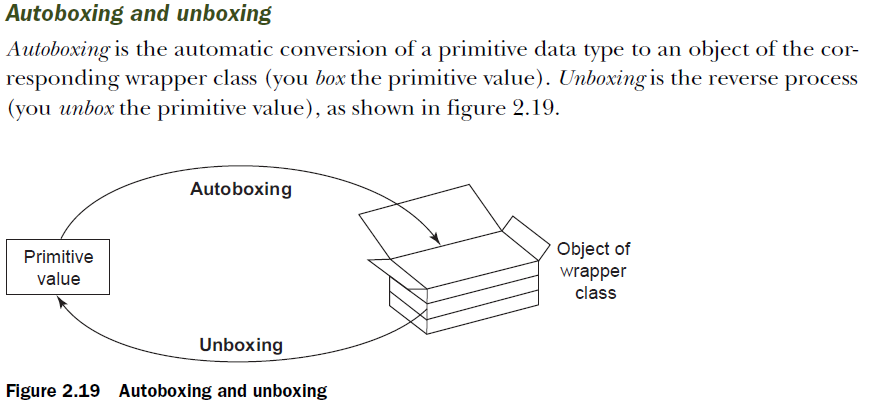 Autoboxing and unboxing
Autoboxing is the automatic conversion of a primitive data type to an object of the cor-
responding wrapper class (you box the primitive value). Unboxing is the reverse process
(you unbox the primitive value), as shown in figure 2.19.
Autoboxing
Primitive
value
Object of
wrapper
class
Unboxing
Figure 2.19 Autoboxing and unboxing